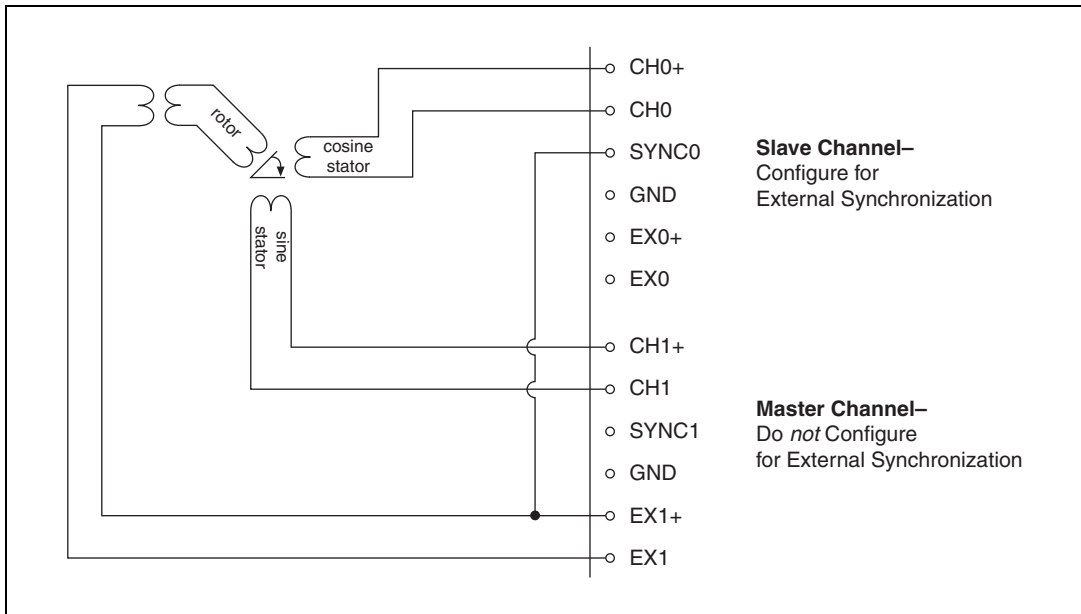 rotor
cosine
stator
sine
stator
CH0+
CH0
SYNC0
GND
EX0+
EX0
Slave Channel–
Configure for
External Synchronization
CH1+
CH1
SYNC1
GND
EX1+
EX1
Master Channel–
Do not Configure
for External Synchronization